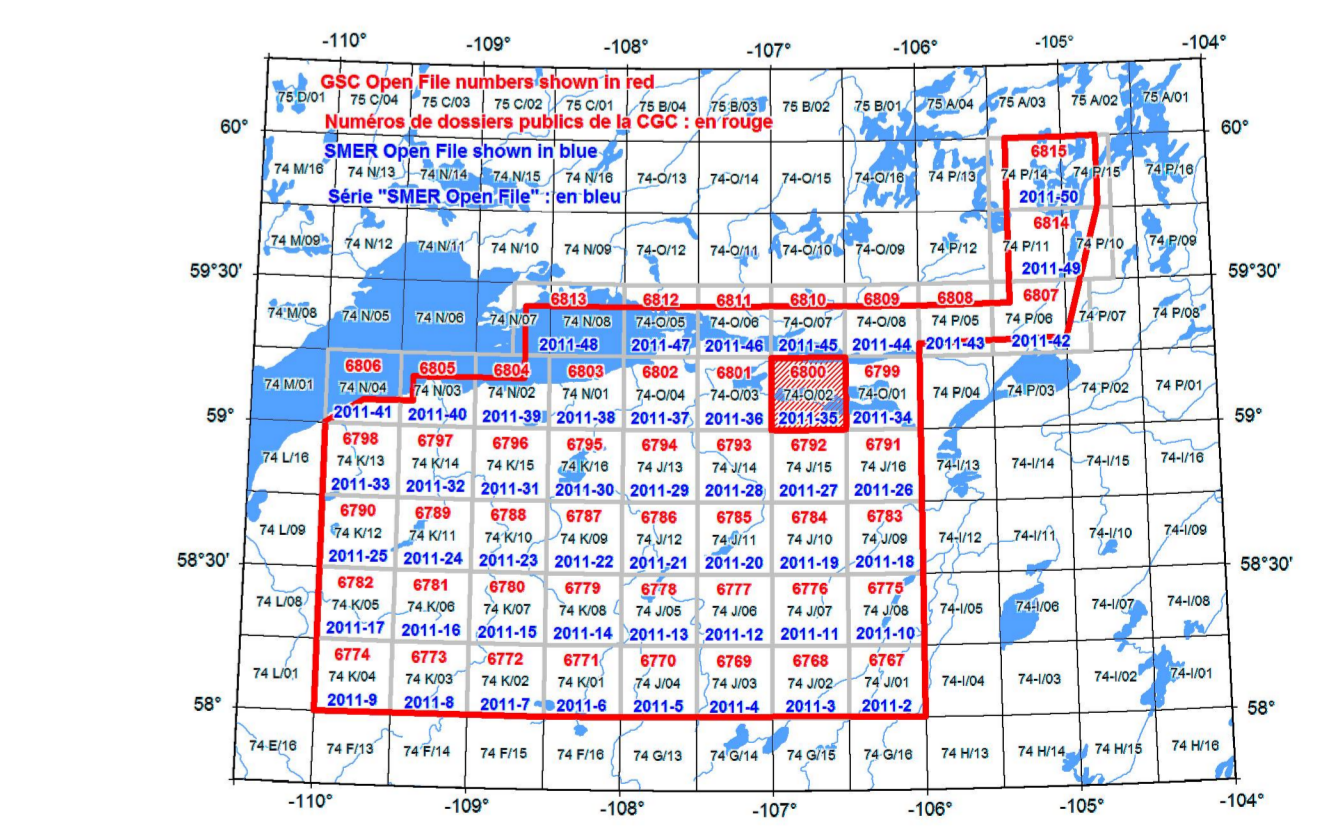 -110° -109° -108° -107° -106° -105° -104°
GSC Open File numbers shown in red
75 D/01 75 C/04 75 C/03 75 C/02 75 C/01 75 B/04 75 B/03 75 B/02 75 B/01 75 A/04 75 A/03 75 A/02 75 A/01
Numéros de dossiers publics de la CGC : en rouge
60° 60°
SMER Open File shown in blue
6815
74 M/16 74 N/13 74 N/14 74 N/15 74 N/16 74-O/13 74-O/14 74-O/15 74-O/16 74 P/13 74 P/14 74 P/15 74 P/16
Série "SMER Open File" : en bleu
2011-50
6814
74 M/09 74 N/12 74 N/11 74 N/10 74 N/09 74-O/12 74-O/11 74-O/10 74-O/09 74 P/12 74 P/11 74 P/10 74 P/09
2011-49
59°30' 59°30'
6813 6812 6811 6810 6809 6808 6807
74 M/08 74 N/05 74 N/06 74 N/07 74 N/08 74-O/05 74-O/06 74-O/07 74-O/08 74 P/05 74 P/06 74 P/07 74 P/08
2011-48 2011-47 2011-46 2011-45 2011-44 2011-43 2011-42
6806 6805 6804 6803 6802 6801 6800 6799
74 M/01 74 N/04 74 N/03 74 N/02 74 N/01 74-O/04 74-O/03 74-O/02 74-O/01 74 P/04 74 P/03 74 P/02 74 P/01
2011-41 2011-40 2011-39 2011-38 2011-37 2011-36 2011-35 2011-34
59° 59°
6798 6797 6796 6795 6794 6793 6792 6791
74 L/16 74 K/13 74 K/14 74 K/15 74 K/16 74 J/13 74 J/14 74 J/15 74 J/16 74-I/13 74-I/14 74-I/15 74-I/16
2011-33 2011-32 2011-31 2011-30 2011-29 2011-28 2011-27 2011-26
6790 6789 6788 6787 6786 6785 6784 6783
74 L/09 74 K/12 74 K/11 74 K/10 74 K/09 74 J/12 74 J/11 74 J/10 74 J/09 74-I/12 74-I/11 74-I/10 74-I/09
2011-25 2011-24 2011-23 2011-22 2011-21 2011-20 2011-19 2011-18
58°30' 58°30'
6782 6781 6780 6779 6778 6777 6776 6775
74 L/08 74 K/05 74 K/06 74 K/07 74 K/08 74 J/05 74 J/06 74 J/07 74 J/08 74-I/05 74-I/06 74-I/07 74-I/08
2011-17 2011-16 2011-15 2011-14 2011-13 2011-12 2011-11 2011-10
6774 6773 6772 6771 6770 6769 6768 6767
74 L/01 74 K/04 74 K/03 74 K/02 74 K/01 74 J/04 74 J/03 74 J/02 74 J/01 74-I/04 74-I/03 74-I/02 74-I/01
2011-9 2011-8 2011-7 2011-6 2011-5 2011-4 2011-3 2011-2
58° 58°
74 E/16 74 F/13 74 F/14 74 F/15 74 F/16 74 G/13 74 G/14 74 G/15 74 G/16 74 H/13 74 H/14 74 H/15 74 H/16
-110° -109° -108° -107° -106° -105° -104°